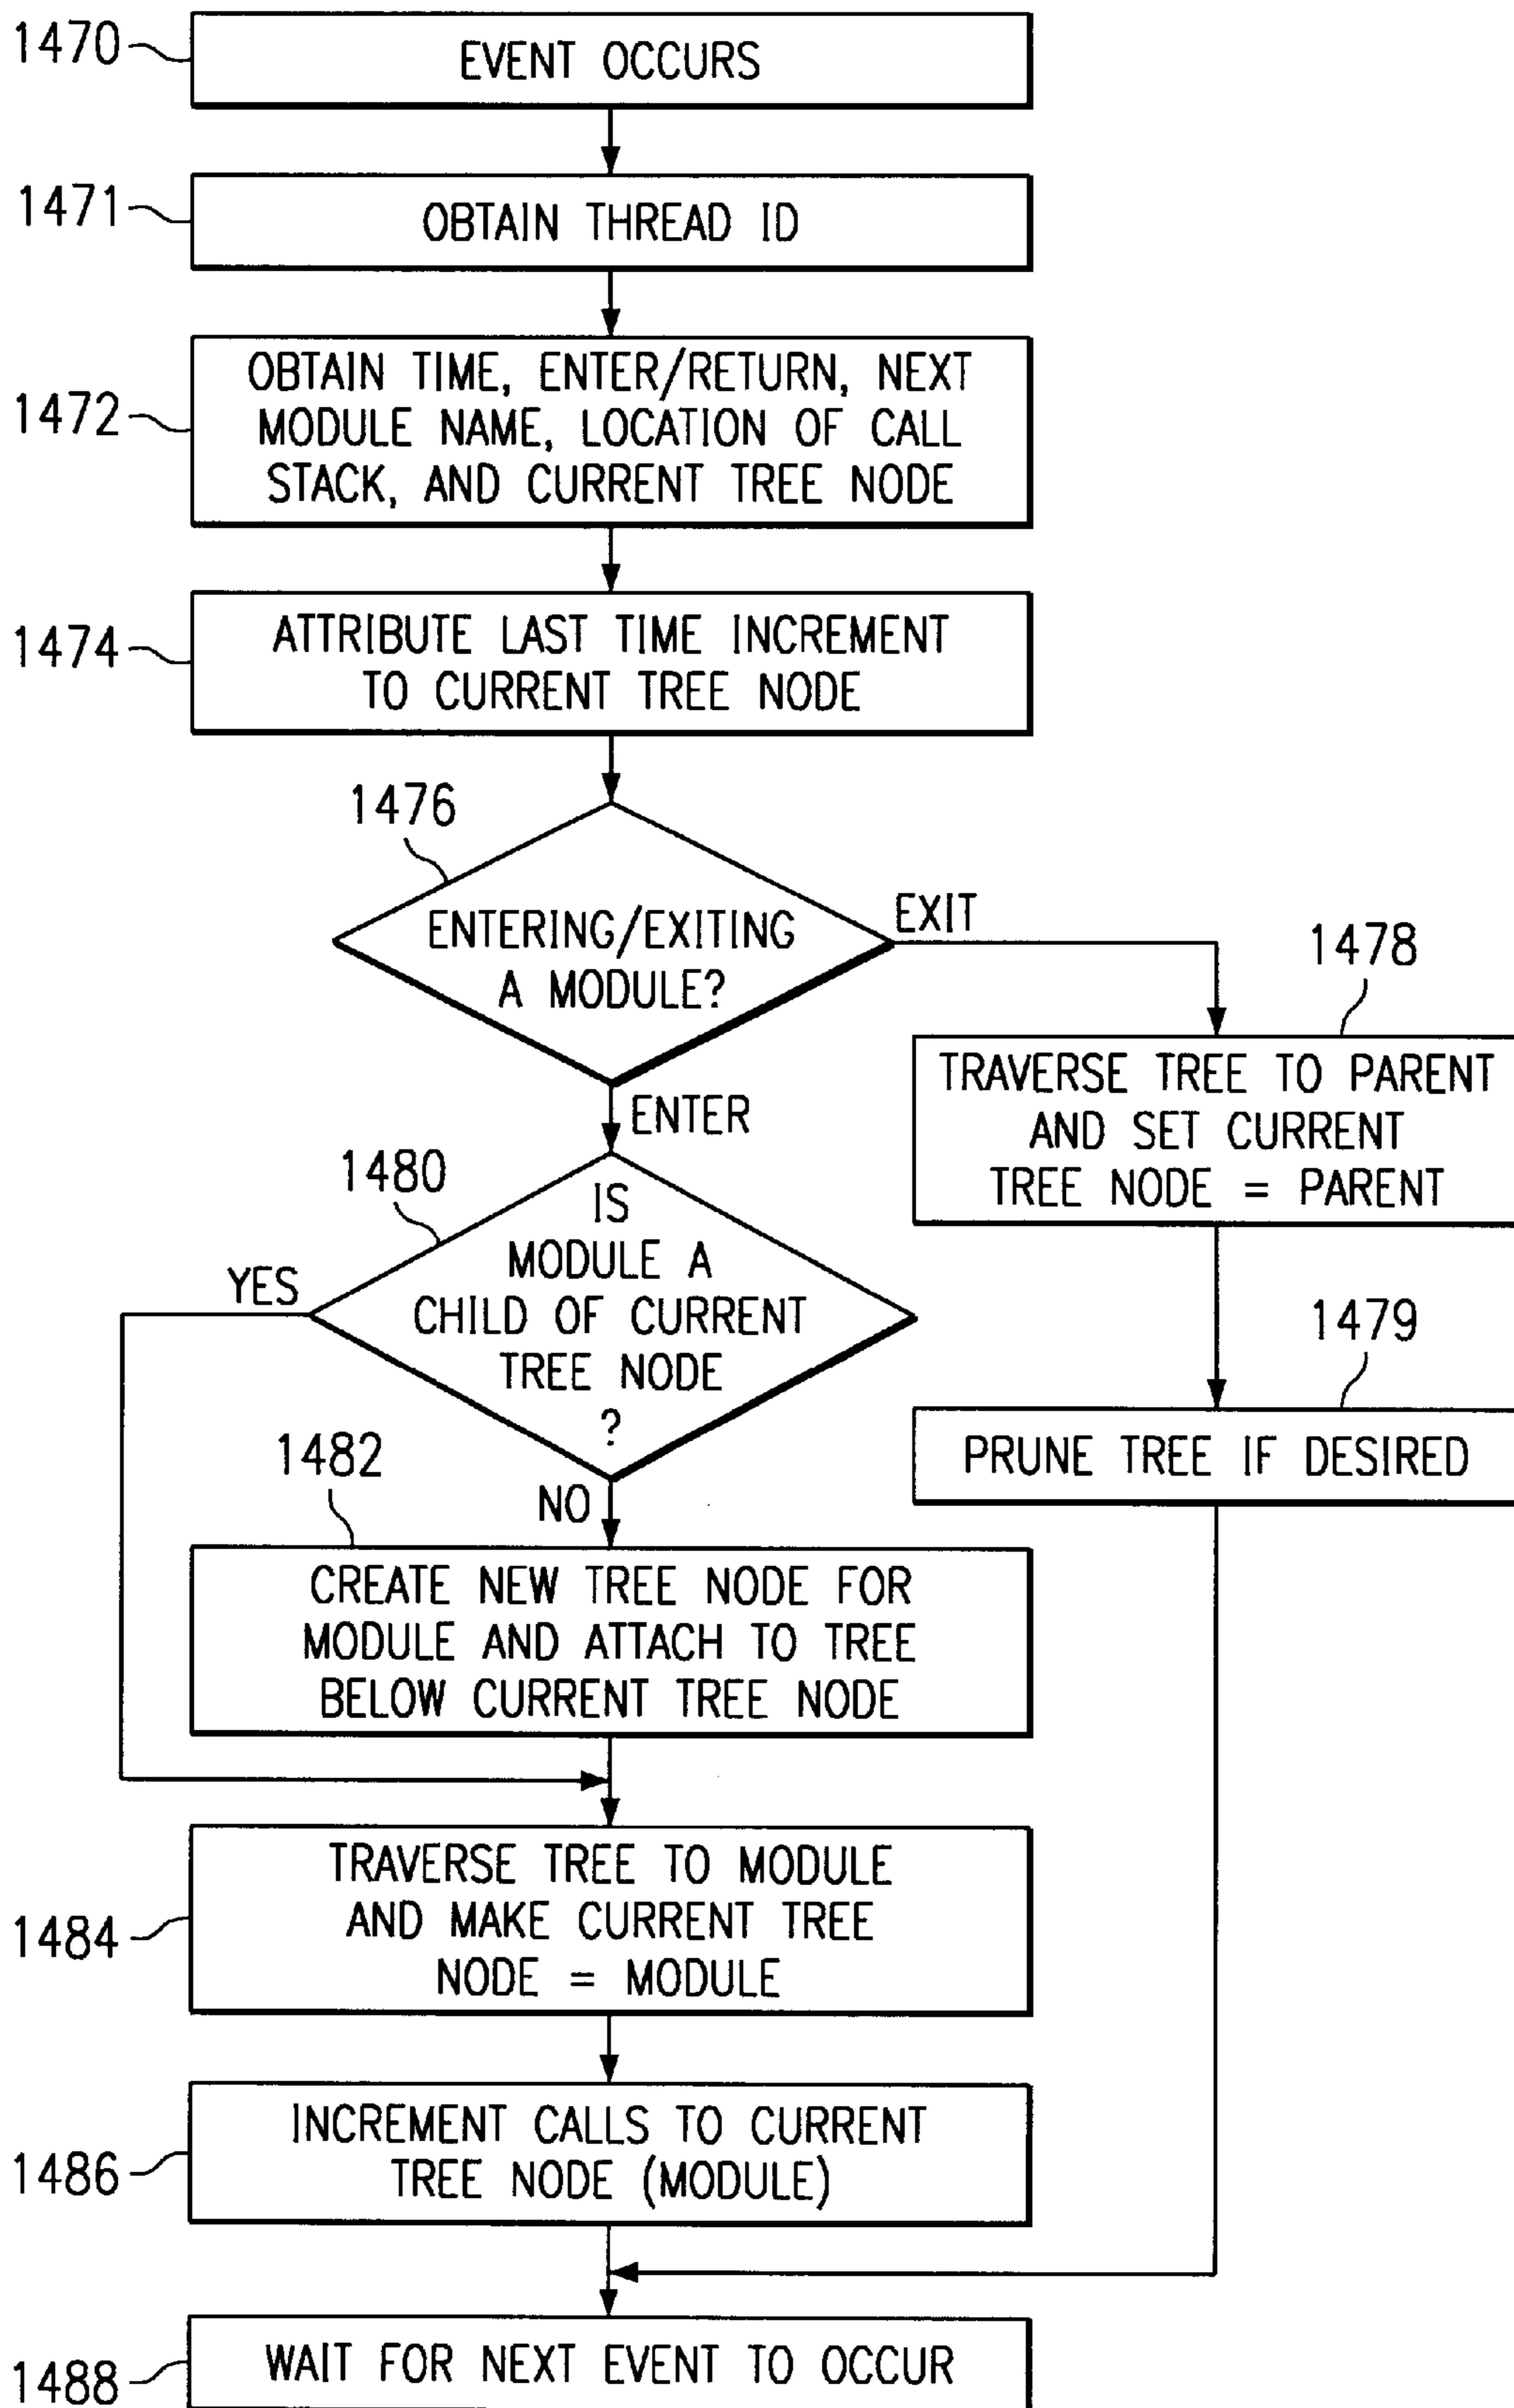 1470
EVENT OCCURS
1471
OBTAIN THREAD ID
1472
OBTAIN TIME, ENTER/RETURN, NEXT
MODULE NAME, LOCATION OF CALL
STACK, AND CURRENT TREE NODE
1474
ATTRIBUTE LAST TIME INCREMENT
TO CURRENT TREE NODE
1476
ENTERING/EXITING
A MODULE?
EXIT
1478
TRAVERSE TREE TO PARENT
AND SET CURRENT
TREE NODE = PARENT
ENTER
1480
IS
MODULE A
CHILD OF CURRENT
TREE NODE
?
YES
1479
PRUNE TREE IF DESIRED
NO
1482
CREATE NEW TREE NODE FOR
MODULE AND ATTACH TO TREE
BELOW CURRENT TREE NODE
1484
TRAVERSE TREE TO MODULE
AND MAKE CURRENT TREE
NODE = MODULE
1486
INCREMENT CALLS TO CURRENT
TREE NODE (MODULE)
1488
WAIT FOR NEXT EVENT TO OCCUR